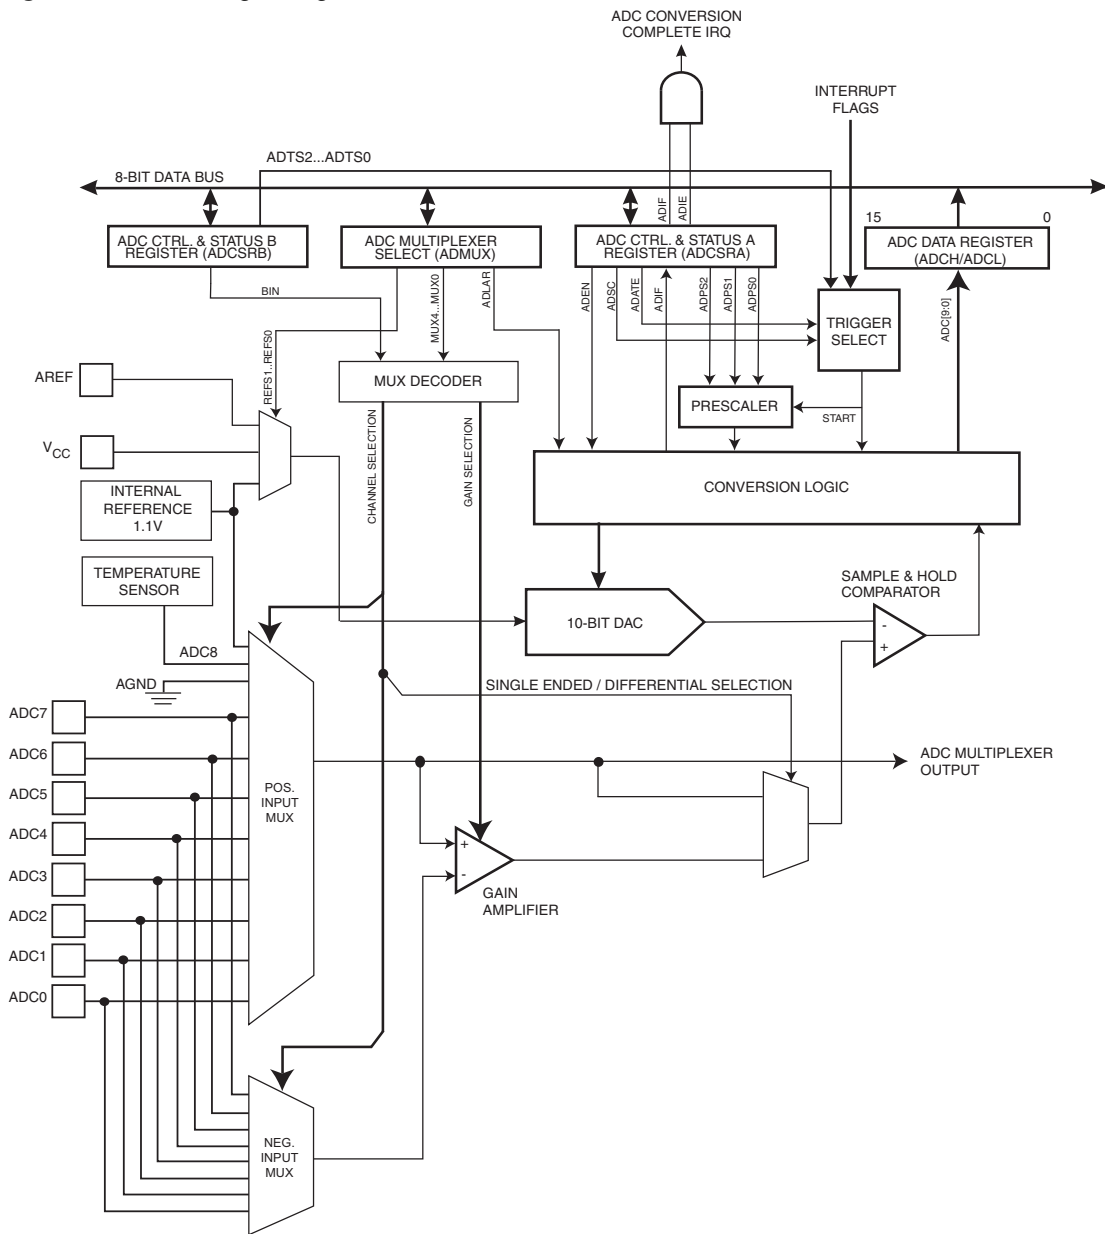 ADC CONVERSION
COMPLETE IRQ
INTERRUPT
FLAGS
ADTS2...ADTS0
8-BIT DATA BUS
ADIF
ADIE
15
0
ADC CTRL. & STATUS B
REGISTER (ADCSRB)
ADC MULTIPLEXER
SELECT (ADMUX)
ADC CTRL. & STATUS A
REGISTER (ADCSRA)
ADC DATA REGISTER
(ADCH/ADCL)
BIN
REFS1..REFS0
MUX4...MUX0
ADLAR
ADEN
ADSC
ADATE
ADIF
ADPS2
ADPS1
ADPS0
TRIGGER
SELECT
ADC[9:0]
AREF
MUX DECODER
PRESCALER
START
VCC
CHANNEL SELECTION
GAIN SELECTION
CONVERSION LOGIC
INTERNAL
REFERENCE
1.1V
TEMPERATURE
SENSOR
SAMPLE & HOLD
COMPARATOR
10-BIT DAC
-
+
ADC8
AGND
SINGLE ENDED / DIFFERENTIAL SELECTION
ADC7
ADC6
ADC5
ADC4
ADC3
ADC2
ADC1
ADC0
POS.
INPUT
MUX
ADC MULTIPLEXER
OUTPUT
+
-
GAIN
AMPLIFIER
NEG.
INPUT
MUX